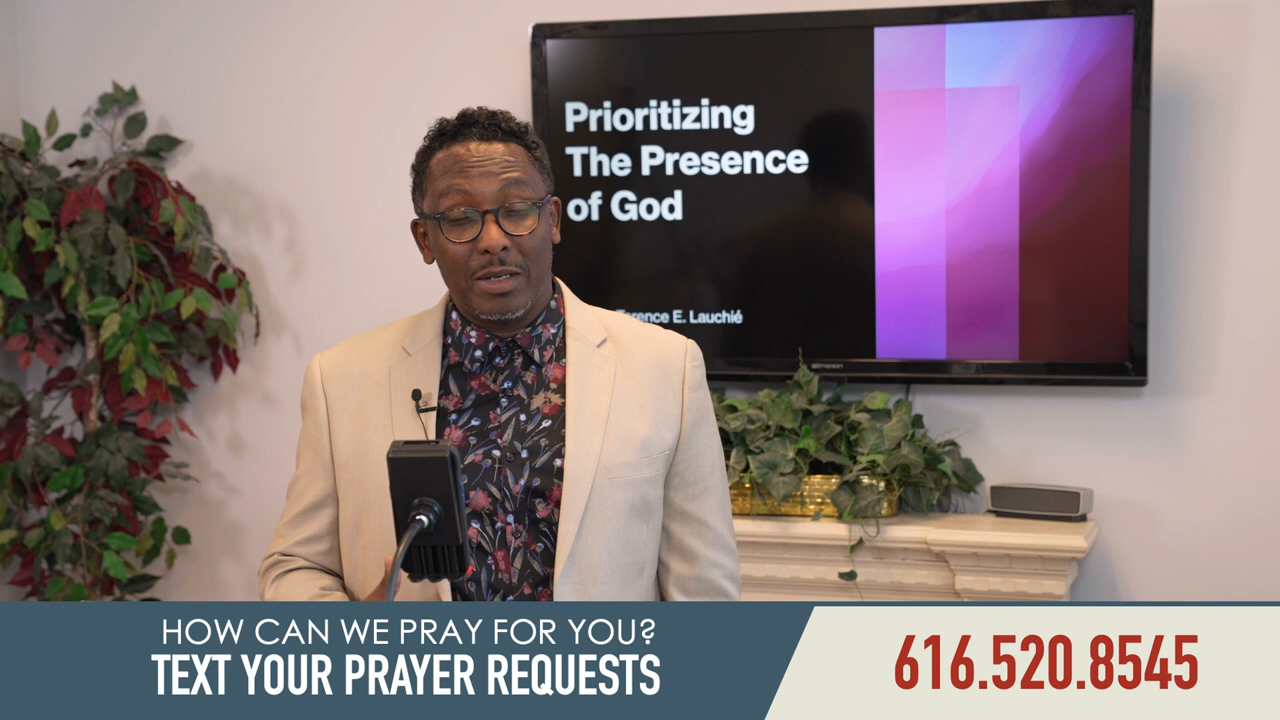 Prioritizing
The Presence
of God
Terence E. Lauchié
HOW CAN WE PRAY FOR YOU?
TEXT YOUR PRAYER REQUESTS
616.520.8545